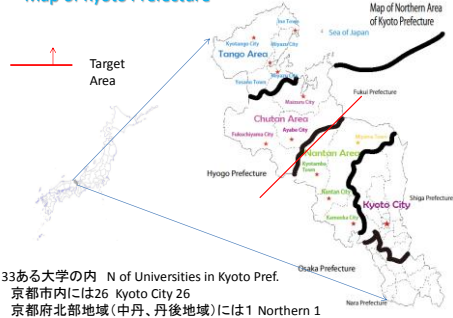 Map of Kyoto Prefecture
Map of Northern Area
of Kyoto Prefecture
Target
Area
Ine Town
Sea of Japan
Kyotango City
Miyazu City
Tango Area
Yosano Town
Miyazu City
Maizuru City
Fukui Prefecture
Chutan Area
Fukuchiyama City
Ayabe City
Nantan Area
Kyotamba
Town
Hyogo Prefecture
Nantan City
Shiga Prefecture
Kyoto City
Kameoka City
Osaka Prefecture
Nara Prefecture
33ある大学の内 N of Universities in Kyoto Pref.
京都市内には26 Kyoto City 26
京都府北部地域(中丹、丹後地域)には1 Northern 1